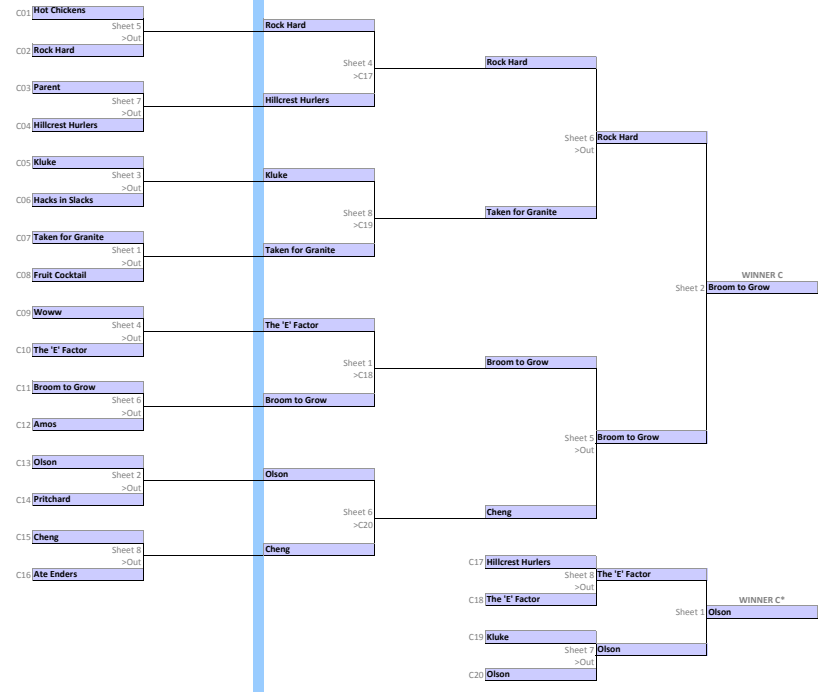 C01 Hot Chickens
Sheet 5
>Out
C02 Rock Hard
C03 Parent
Sheet 7
>Out
C04 Hillcrest Hurlers
C05 Kluke
Sheet 3
>Out
C06 Hacks in Slacks
C07 Taken for Granite
Sheet 1
>Out
C08 Fruit Cocktail
C09 Woww
Sheet 4
>Out
C10 The 'E' Factor
C11 Broom to Grow
Sheet 6
>Out
C12 Amos
C13 Olson
Sheet 2
>Out
C14 Pritchard
C15 Cheng
Sheet 8
>Out
C16 Ate Enders
Rock Hard
Sheet 4
>C17
Hillcrest Hurlers
Kluke
Sheet 8
>C19
Taken for Granite
The 'E' Factor
Sheet 1
>C18
Broom to Grow
Olson
Sheet 6
>C20
Cheng
Rock Hard
Sheet 6
>Out
Taken for Granite
Broom to Grow
Sheet 5
>Out
Cheng
Rock Hard
Sheet 2
Broom to Grow
WINNER C
Broom to Grow
C17 Hillcrest Hurlers
Sheet 8
>Out
C18 The 'E' Factor
C19 Kluke
Sheet 7
>Out
C20 Olson
The 'E' Factor
Sheet 1
Olson
WINNER C*
Olson